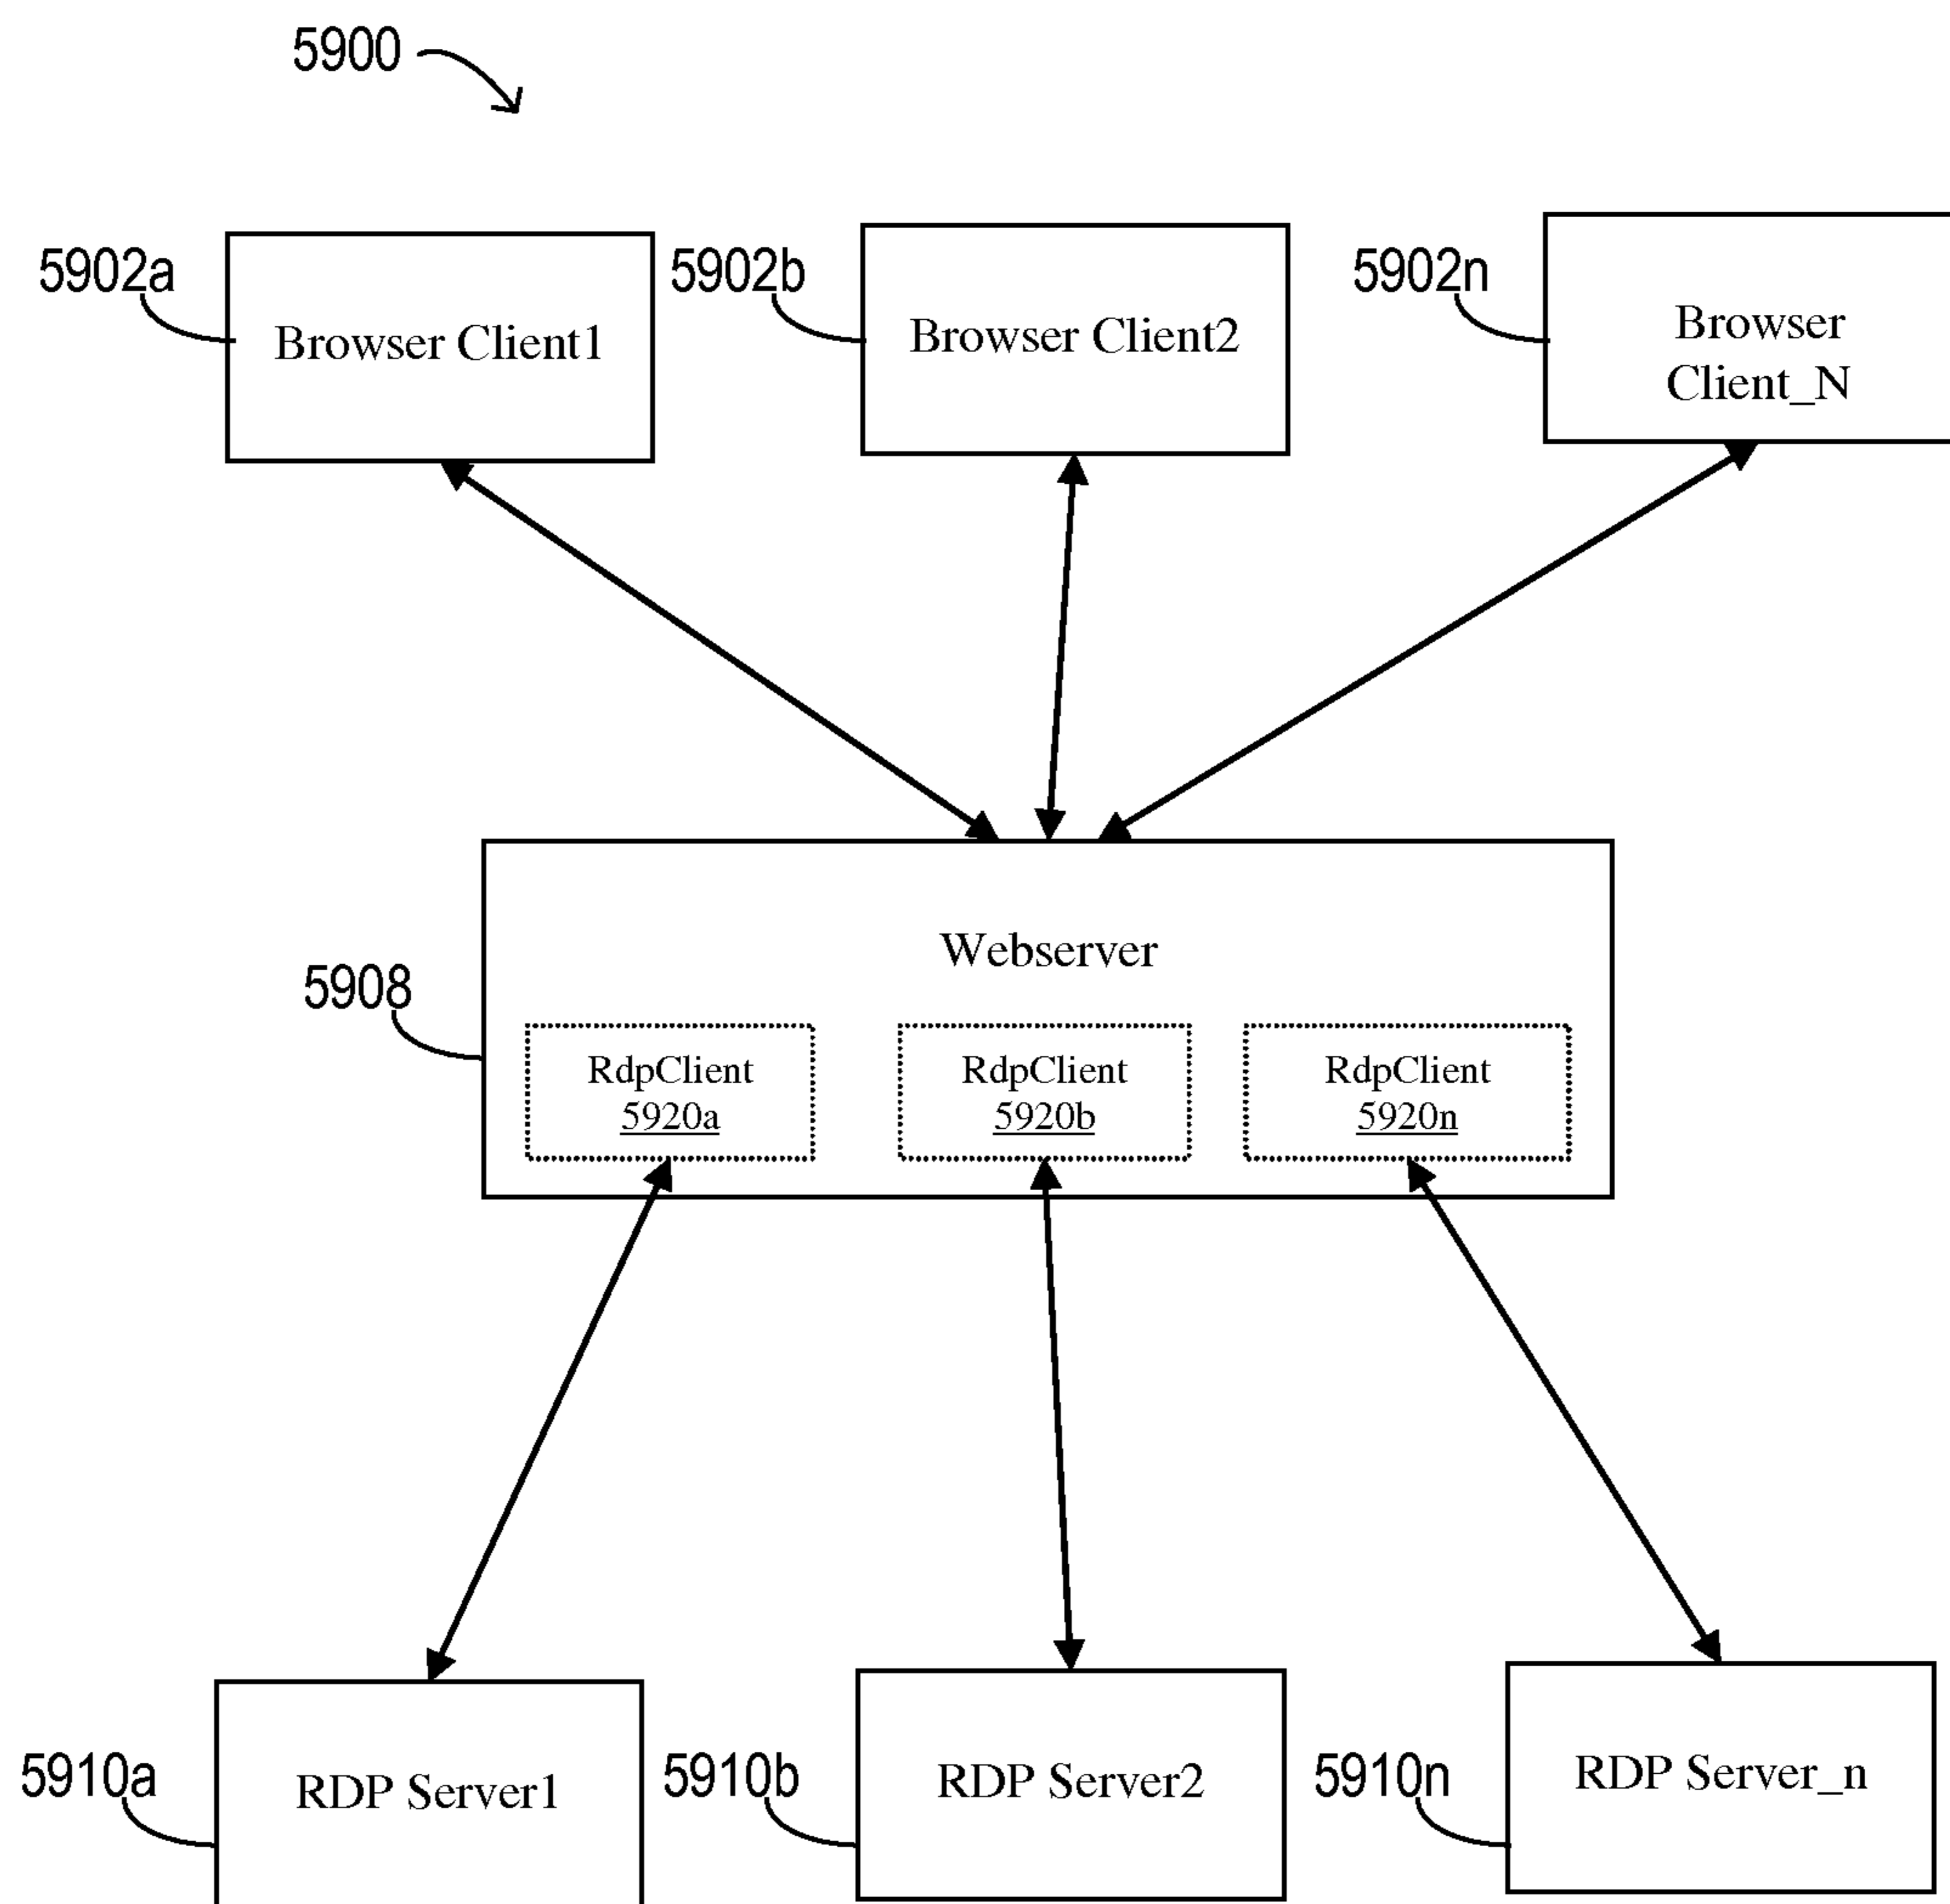 5900
5902a
Browser Client1
5902b
Browser Client2
5902n
Browser
Client_N
5908
Webserver
RdpClient
5920a
RdpClient
5920b
RdpClient
5920n
5910a
RDP Server1
5910b
RDP Server2
5910n
RDP Server_n